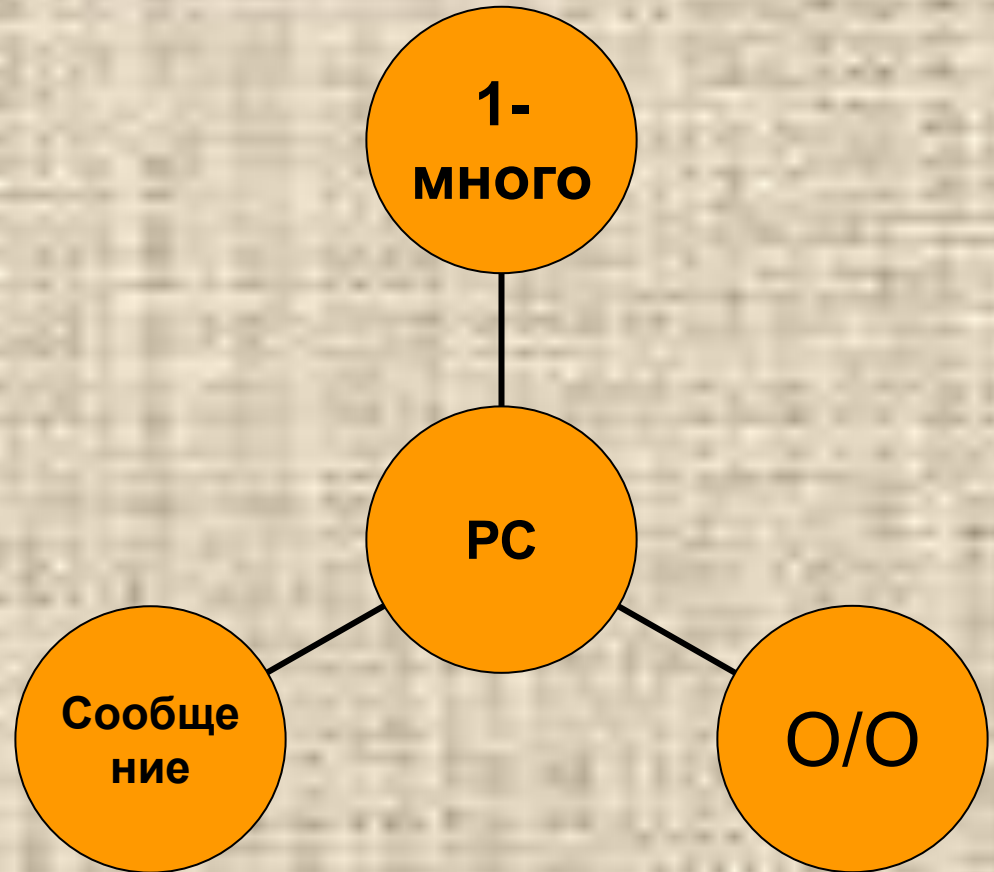 1-
много
РС
Сообще
ние
О/О